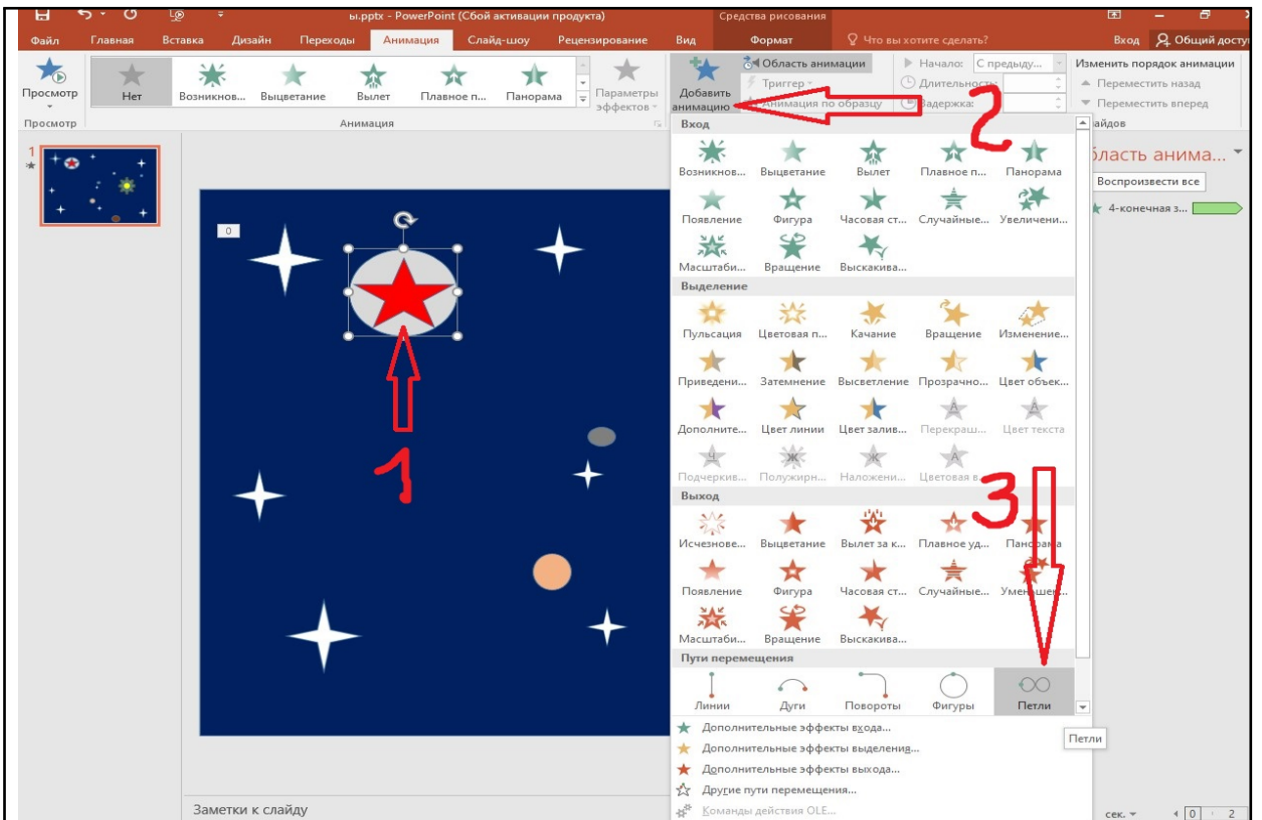 ы.pptx - PowerPoint (Сбой активации продукта)
Средства рисования
Файл Главная Вставка Дизайн Переходы Анимация Слайд-шоу Рецензирование Вид Формат Что вы хотите сделать? Вход Общий досту
Просмотр
Нет Возникнов... Выцветание Вылет Плавное п... Панорама
Параметры эффектов
Добавить анимацию
Область анимации
Триггер
Анимация по образцу
Начало: С предыду...
Длительность:
Задержка:
Изменить порядок анимации
Переместить назад
Переместить вперед
Просмотр Анимация айдов
2
Вход
Возникнов... Выцветание Вылет Плавное п... Панорама
Появление Фигура Часовая ст... Случайные... Увеличени...
Масштаби... Вращение Выскакива...
Выделение
Пульсация Цветовая п... Качание Вращение Изменение...
Приведени... Затемнение Высветление Прозрачно... Цвет объек...
Дополните... Цвет линии Цвет залив... Перекраш... Цвет текста
Подчеркив... Полужирн... Наложени... Цветовая в...
3
Выход
Исчезнове... Выцветание Вылет за к... Плавное уд... Панорама
Появление Фигура Часовая ст... Случайные... Уменьшен...
Масштаби... Вращение Выскакива...
Пути перемещения
Линии Дуги Повороты Фигуры Петли
Дополнительные эффекты входа...
Дополнительные эффекты выделения...
Дополнительные эффекты выхода...
Другие пути перемещения...
Команды действия OLE...
Петли
бласть анима...
Воспроизвести все
4-конечная з...
1
0
1
Заметки к слайду
сек. 0 2